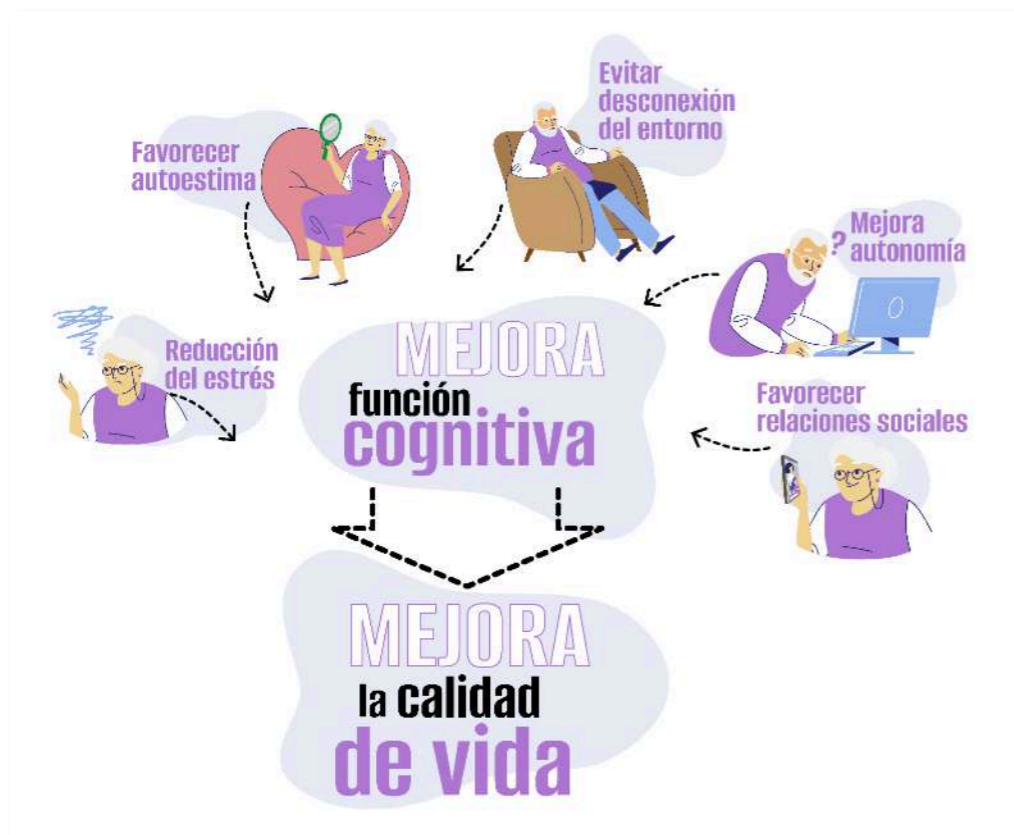 Evitar
desconexión
del entorno
Favorecer
autoestima
?
Mejora
autonomía
Reducción
del estrés
Favorecer
relaciones sociales
MEJORA
función
cognitiva
MEJORA
la calidad
de vida